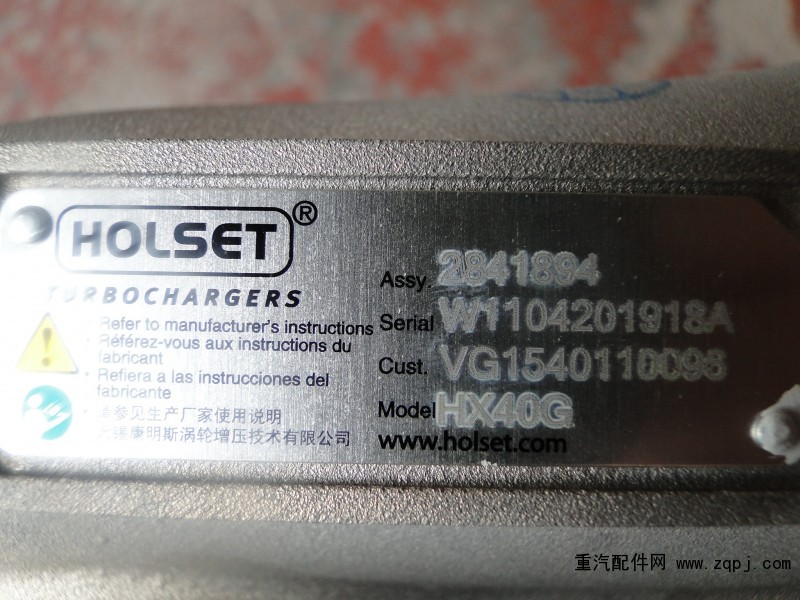 HOLSET®
TURBOCHARGERS
Refer to manufacturer's instructions
Référez-vous aux instructions du
fabricant
Refiera a las instrucciones del
fabricante
请参见生产厂家使用说明
无锡康明斯涡轮增压技术有限公司
Assy. 2841894
Serial W1104201918A
Cust. VG1540110096
Model HX40G
www.holset.com
重汽配件网 www.zqpj.com